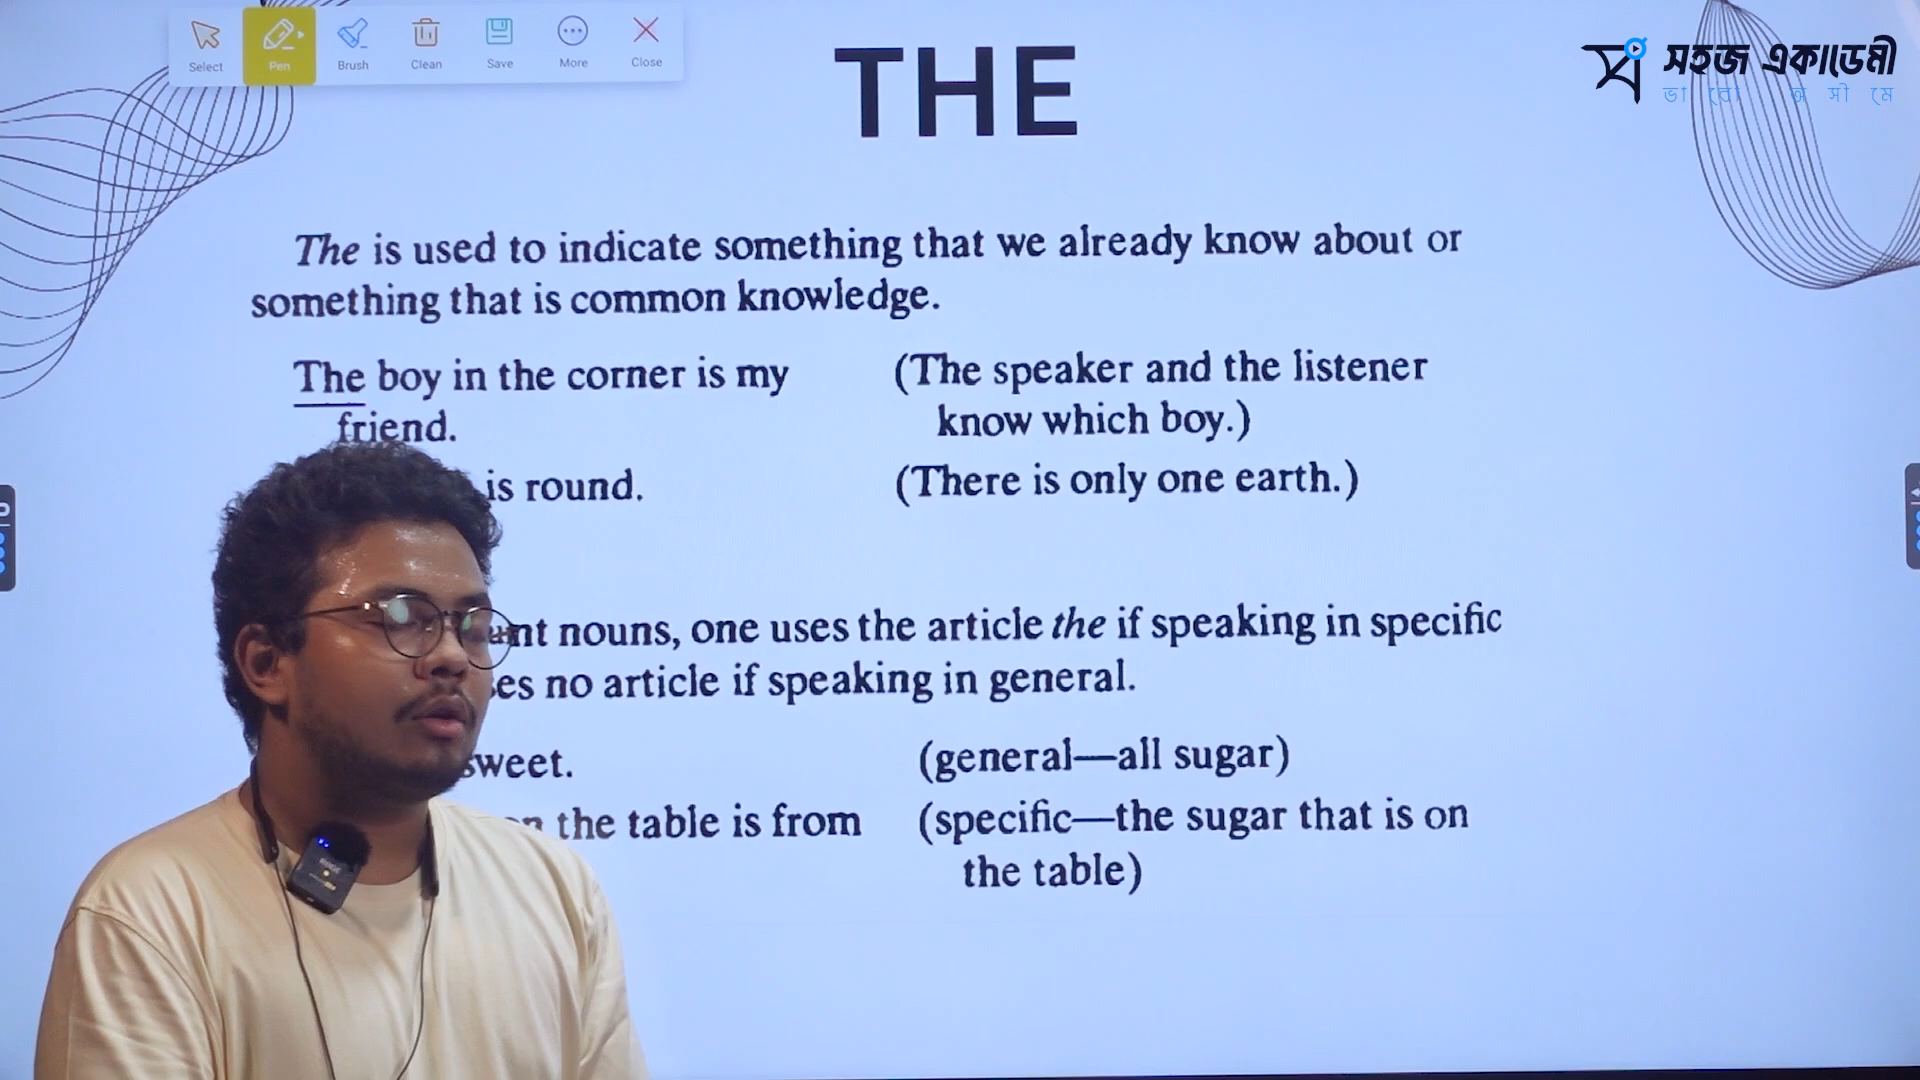 Select Pen Brush Clean Save More Close
THE
সহজ একাডেমী
ভা বো অ সী মে
The is used to indicate something that we already know about or
something that is common knowledge.
The boy in the corner is my
friend.
(The speaker and the listener
know which boy.)
is round.
(There is only one earth.)
nouns, one uses the article the if speaking in specific
no article if speaking in general.
sweet.
(general—all sugar)
the table is from
(specific—the sugar that is on
the table)